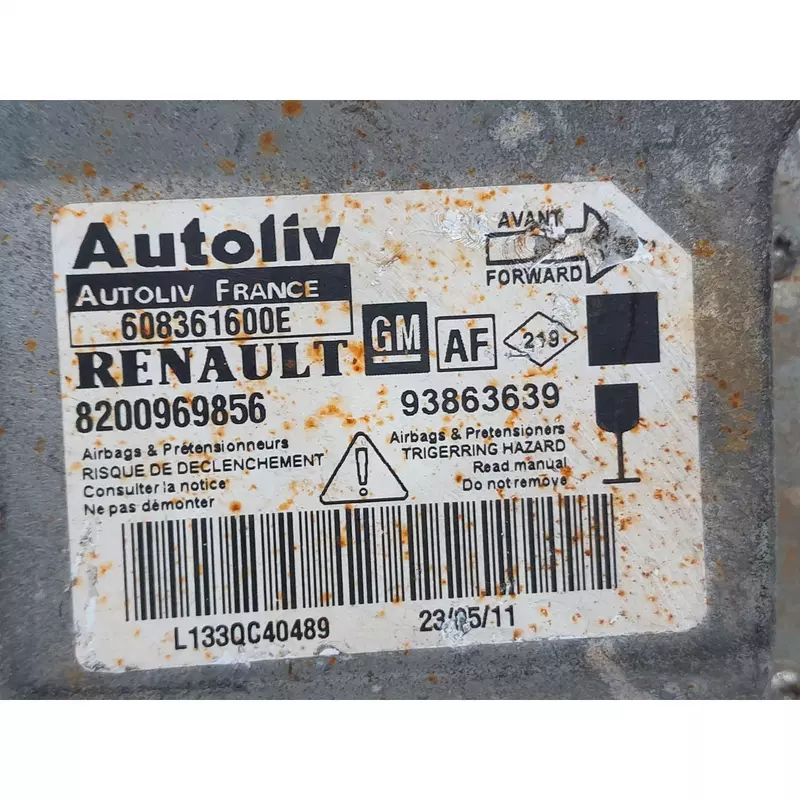 Autoliv
AVANT
AUTOLIV FRANCE
FORWARD
608361600E
RENAULT GM AF 219
8200969856 93863639
Airbags & Prétensionneurs
RISQUE DE DECLENCHEMENT
Consulter la notice
Ne pas démonter
Airbags & Pretensioners
TRIGERRING HAZARD
Read manual
Do not remove
!
L133QC40489 23/05/11